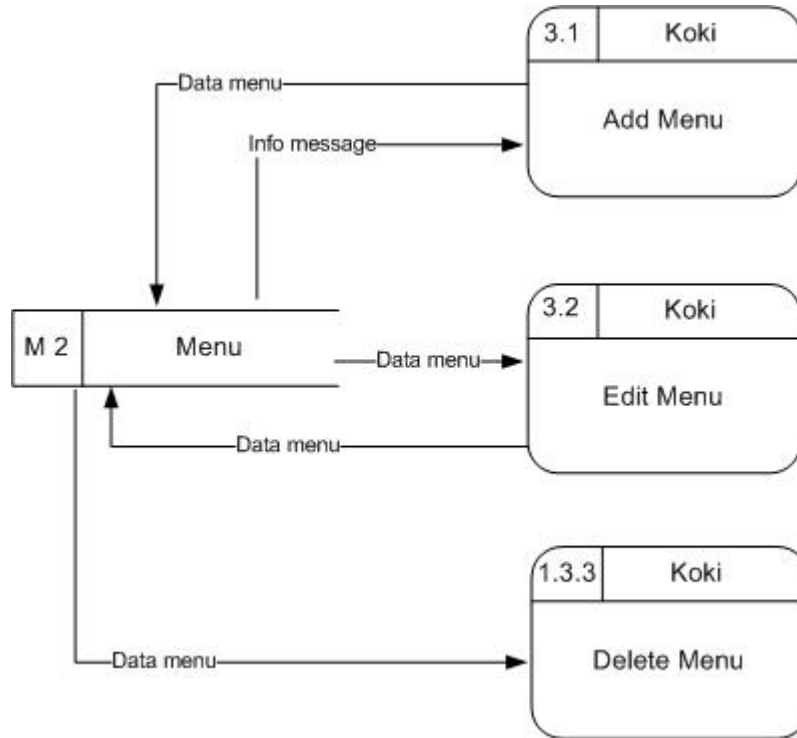 3.1 Koki
Data menu
Add Menu
Info message
3.2 Koki
M 2 Menu
Data menu
Edit Menu
Data menu
1.3.3 Koki
Data menu
Delete Menu